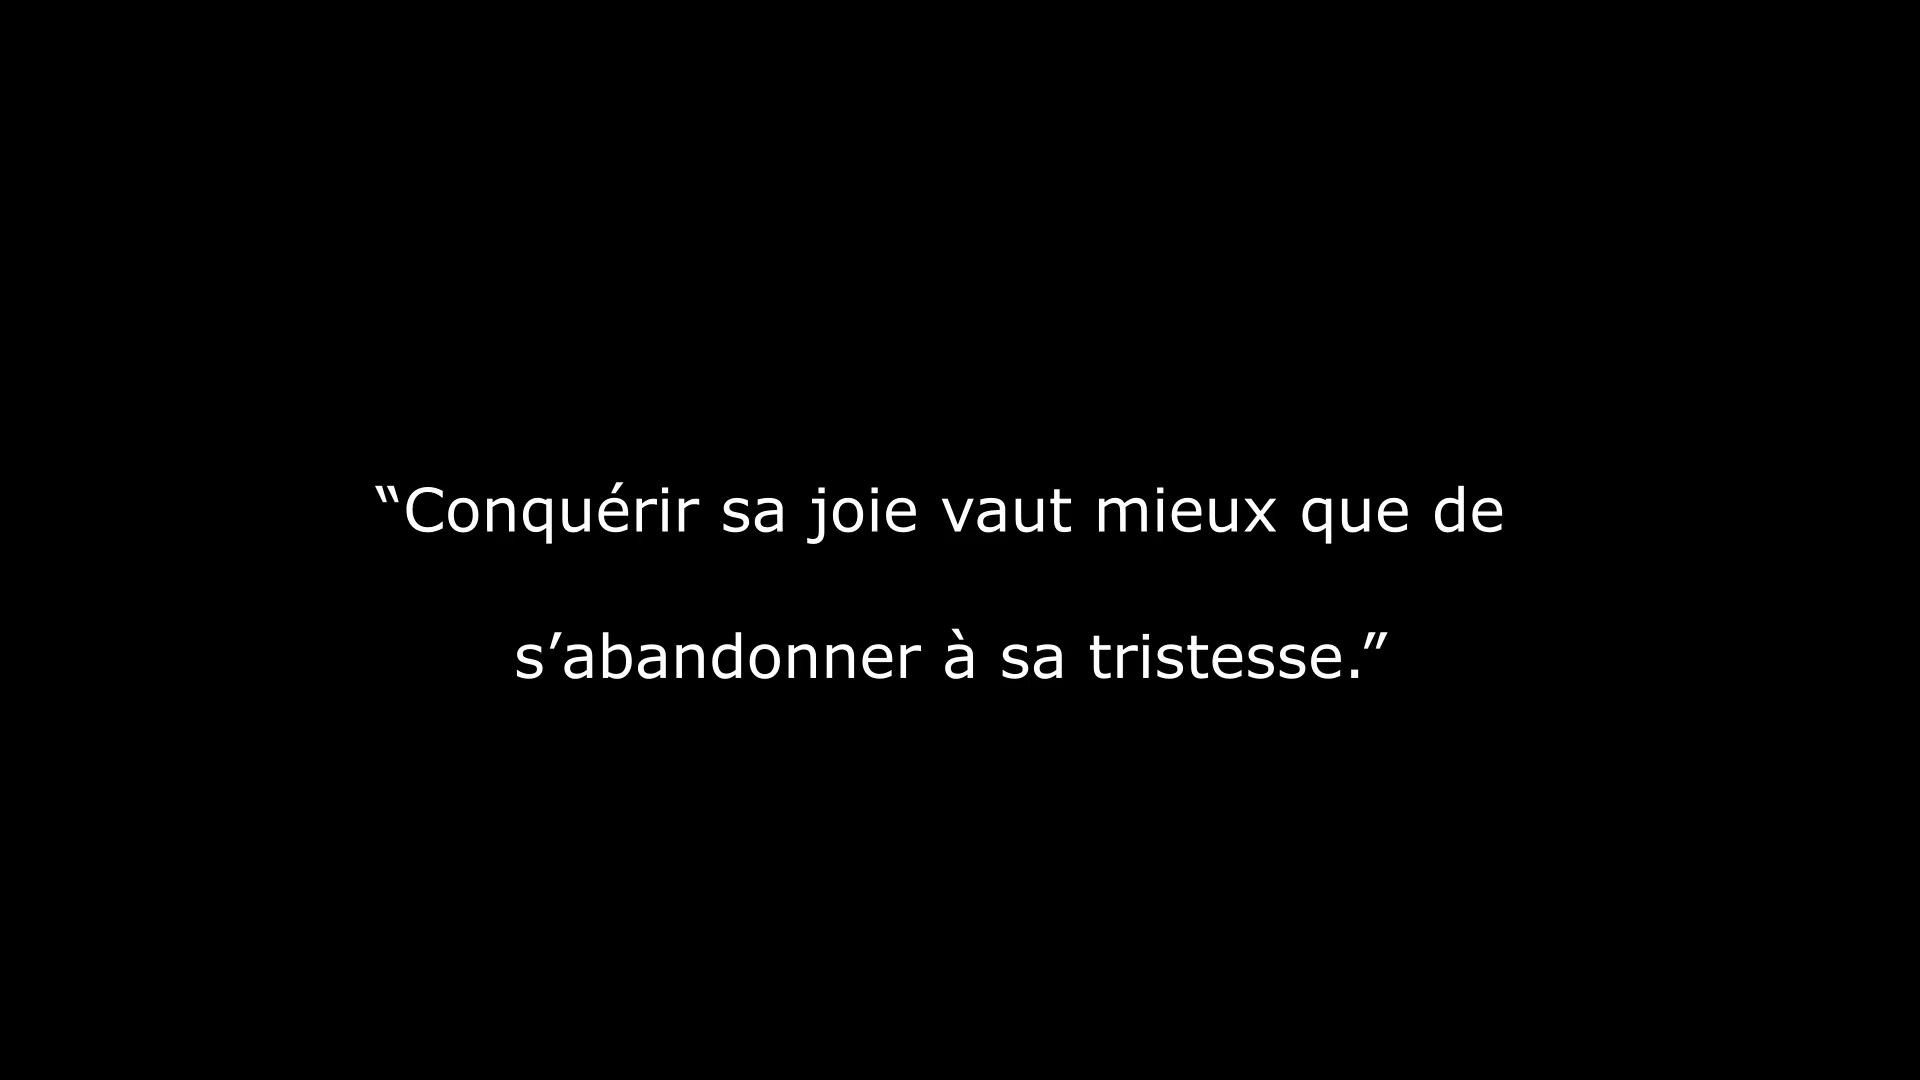 “Conquérir sa joie vaut mieux que de
s’abandonner à sa tristesse.”